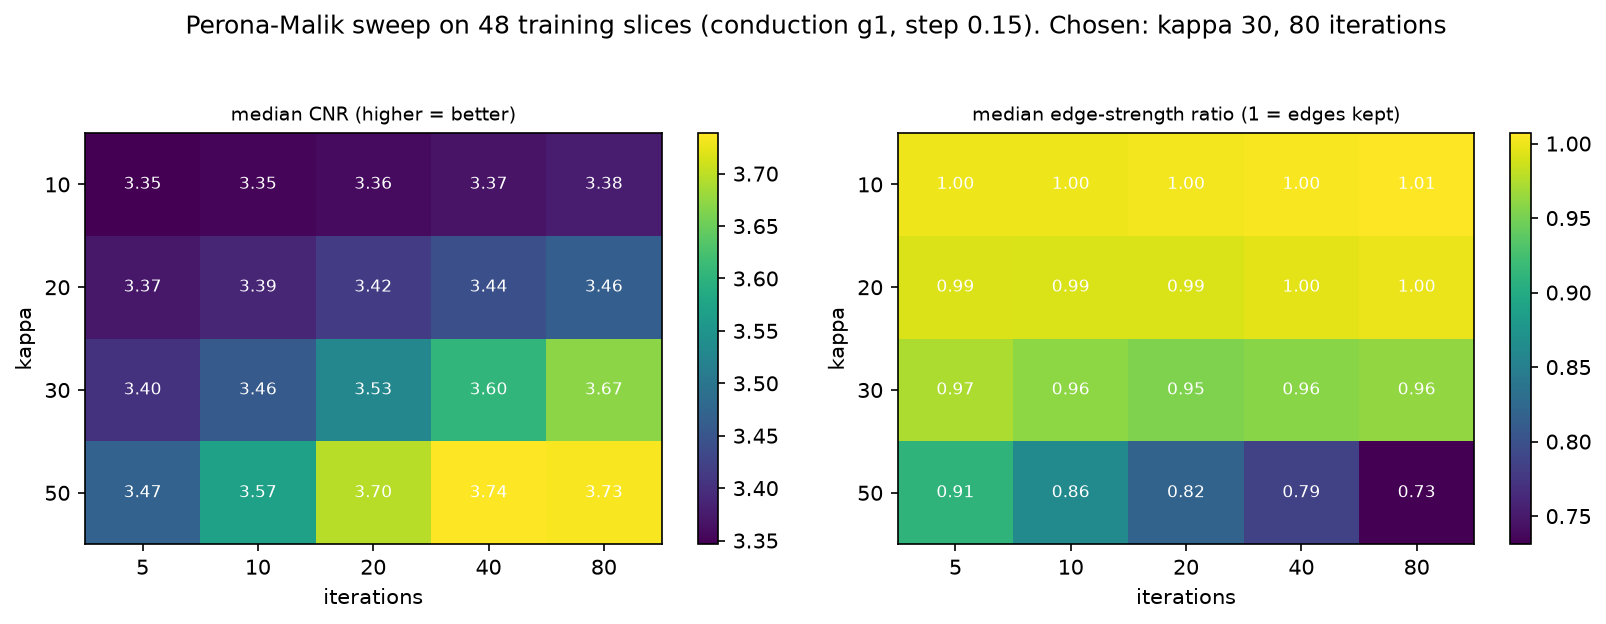 Perona-Malik sweep on 48 training slices (conduction g1, step 0.15). Chosen: kappa 30, 80 iterations
median CNR (higher = better)
kappa
10
20
30
50
3.35 3.35 3.36 3.37 3.38
3.37 3.39 3.42 3.44 3.46
3.40 3.46 3.53 3.60 3.67
3.47 3.57 3.70 3.74 3.73
5 10 20 40 80
iterations
3.70
3.65
3.60
3.55
3.50
3.45
3.40
3.35
median edge-strength ratio (1 = edges kept)
kappa
10
20
30
50
1.00 1.00 1.00 1.00 1.01
0.99 0.99 0.99 1.00 1.00
0.97 0.96 0.95 0.96 0.96
0.91 0.86 0.82 0.79 0.73
5 10 20 40 80
iterations
1.00
0.95
0.90
0.85
0.80
0.75